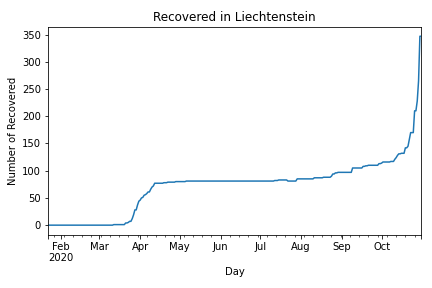 Recovered in Liechtenstein
350
300
250
200
150
100
50
0
Number of Recovered
Feb Mar Apr May Jun Jul Aug Sep Oct
2020
Day